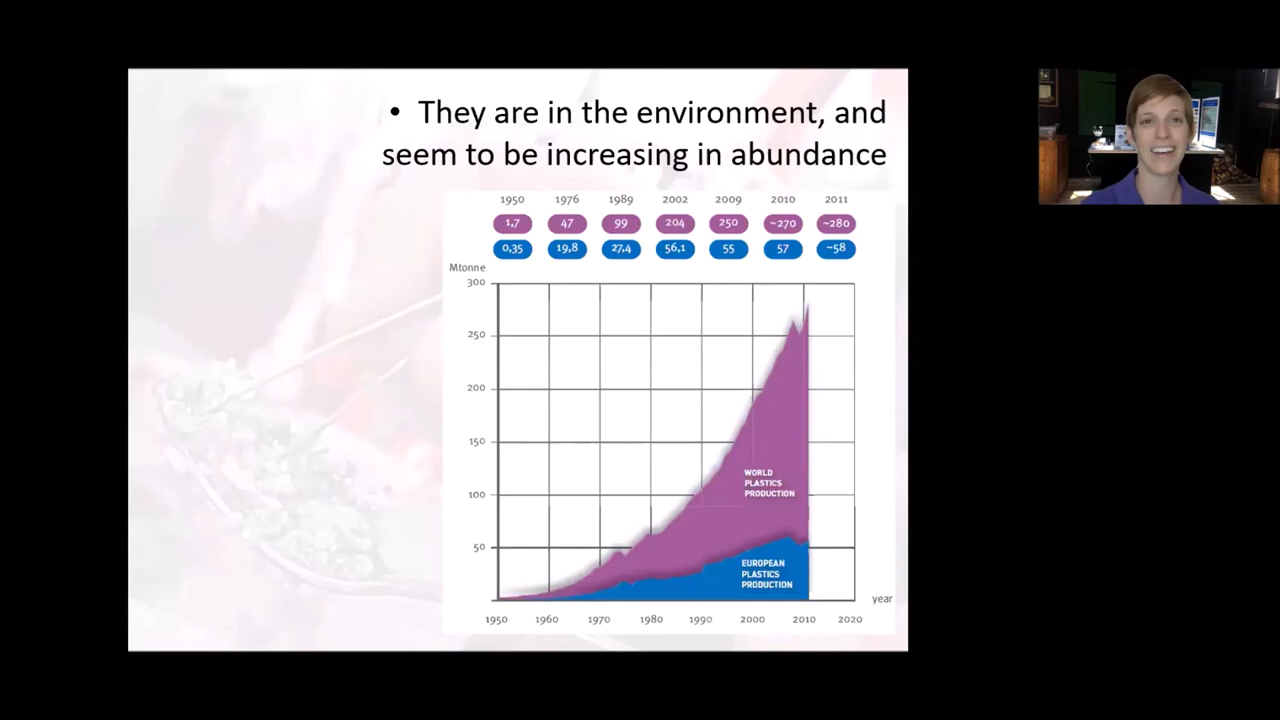 • They are in the environment, and
seem to be increasing in abundance
1950 1976 1989 2002 2009 2010 2011
1,7 47 99 204 250 ~270 ~280
0,35 19,8 27,4 56,1 55 57 ~58
Mtonne
300
250
200
150
100
50
WORLD
PLASTICS
PRODUCTION
EUROPEAN
PLASTICS
PRODUCTION
year
1950 1960 1970 1980 1990 2000 2010 2020